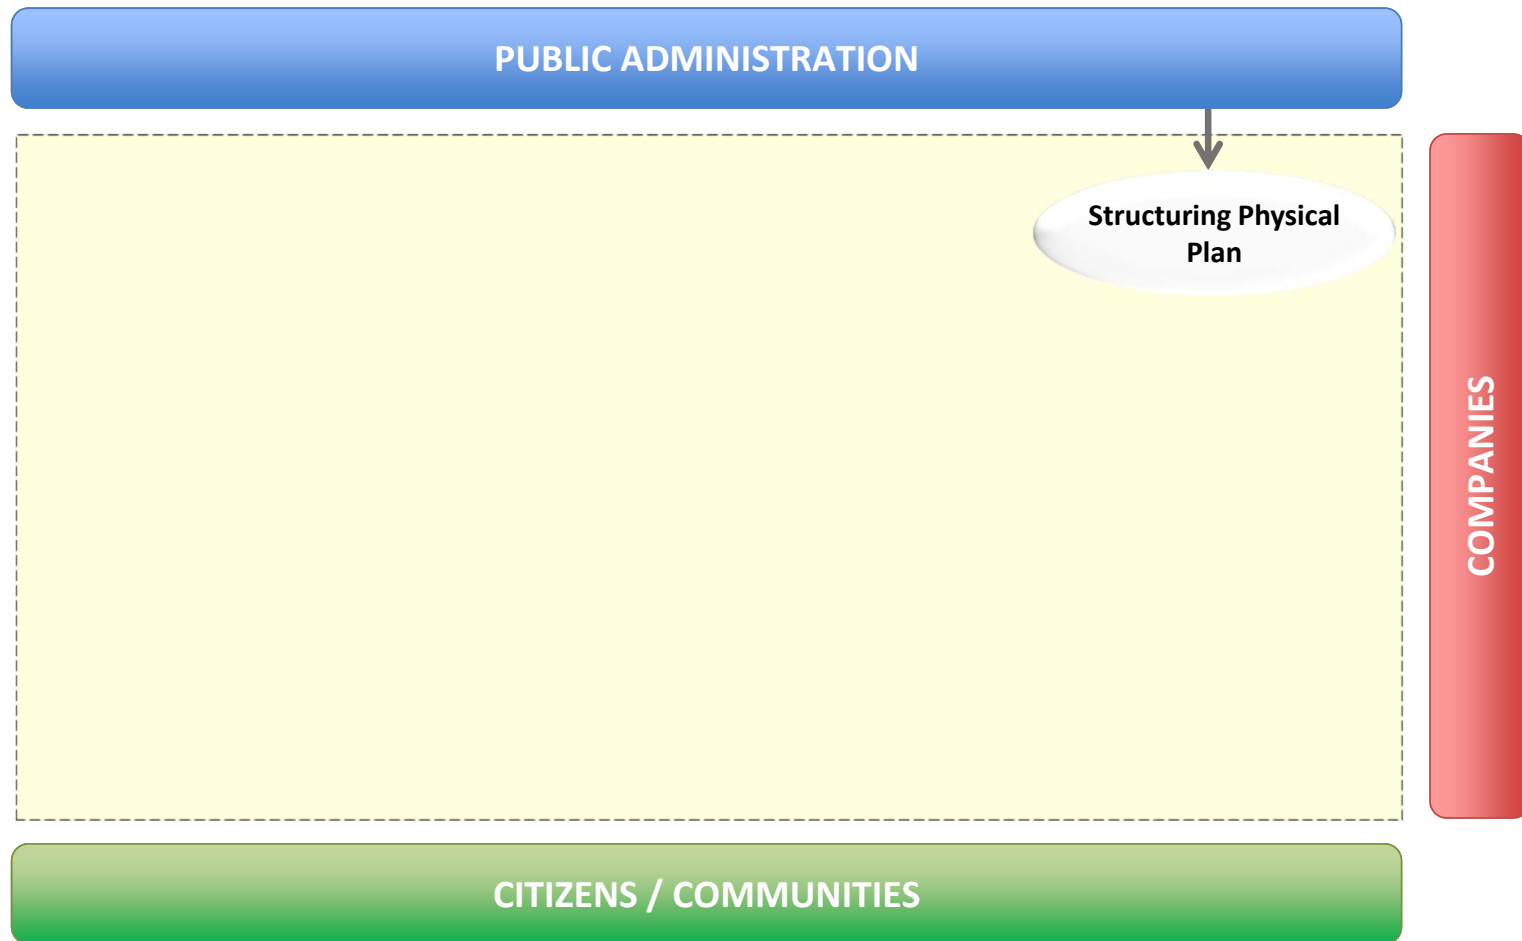 PUBLIC ADMINISTRATION
Structuring Physical
Plan
COMPANIES
CITIZENS / COMMUNITIES